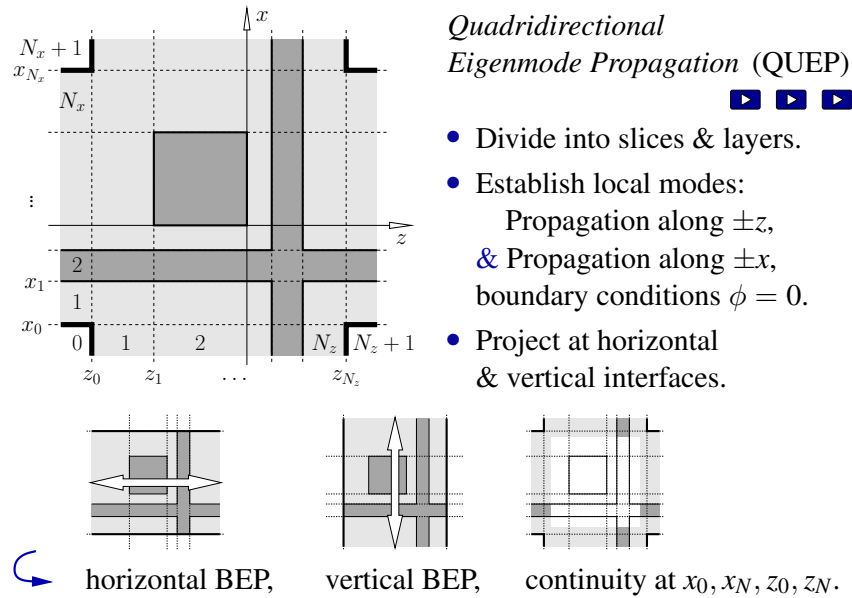 x
N_x + 1
x_{N_x}
N_x
...
z
2
x_1
1
x_0
0 1 2 N_z N_z + 1
z_0 z_1 ... z_{N_z}
Quadridirectional
Eigenmode Propagation (QUEP)
• Divide into slices & layers.
• Establish local modes:
Propagation along ±z,
& Propagation along ±x,
boundary conditions ϕ = 0.
• Project at horizontal
& vertical interfaces.
horizontal BEP, vertical BEP, continuity at x_0, x_N, z_0, z_N.